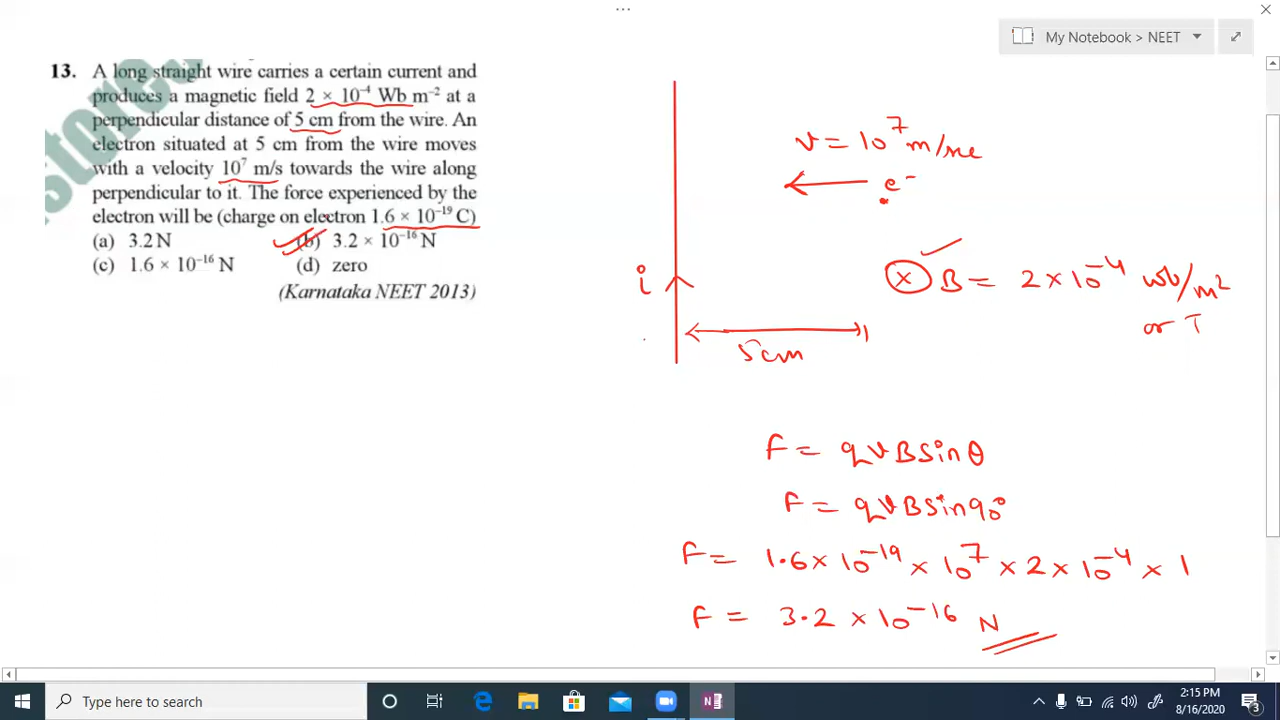 ...
My Notebook > NEET
13. A long straight wire carries a certain current and
produces a magnetic field 2 × 10⁻⁴ Wb m⁻² at a
perpendicular distance of 5 cm from the wire. An
electron situated at 5 cm from the wire moves
with a velocity 10⁷ m/s towards the wire along
perpendicular to it. The force experienced by the
electron will be (charge on electron 1.6 × 10⁻¹⁹ C)
(a) 3.2 N (b) 3.2 × 10⁻¹⁶ N
(c) 1.6 × 10⁻¹⁶ N (d) zero
(Karnataka NEET 2013)
v = 10⁷ m/sec
e⁻
i
B = 2 × 10⁻⁴ wb/m²
or T
5cm
F = qvBsinθ
F = qvBsin90°
F = 1.6 × 10⁻¹⁹ × 10⁷ × 2 × 10⁻⁴ × 1
F = 3.2 × 10⁻¹⁶ N
Type here to search
2:15 PM
8/16/2020
3